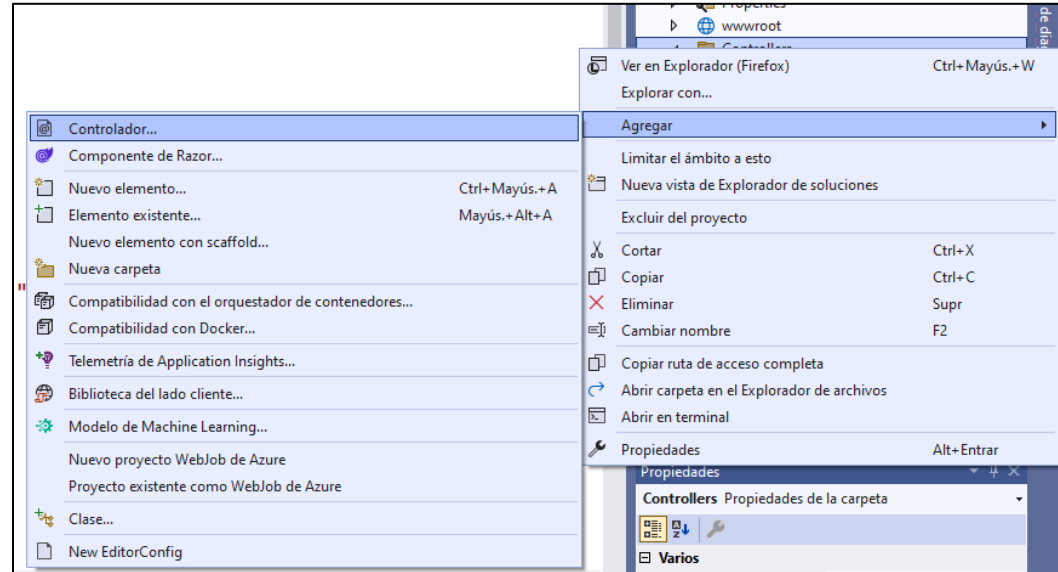 Properties
wwwroot
Controllers
de diag
Ver en Explorador (Firefox) Ctrl+Mayús.+W
Explorar con...
Agregar
Limitar el ámbito a esto
Nueva vista de Explorador de soluciones
Excluir del proyecto
Cortar Ctrl+X
Copiar Ctrl+C
Eliminar Supr
Cambiar nombre F2
Copiar ruta de acceso completa
Abrir carpeta en el Explorador de archivos
Abrir en terminal
Propiedades Alt+Entrar
Controlador...
Componente de Razor...
Nuevo elemento... Ctrl+Mayús.+A
Elemento existente... Mayús.+Alt+A
Nuevo elemento con scaffold...
Nueva carpeta
"
Compatibilidad con el orquestador de contenedores...
Compatibilidad con Docker...
Telemetría de Application Insights...
Biblioteca del lado cliente...
Modelo de Machine Learning...
Nuevo proyecto WebJob de Azure
Proyecto existente como WebJob de Azure
Clase...
New EditorConfig
Propiedades
Controllers Propiedades de la carpeta
Varios